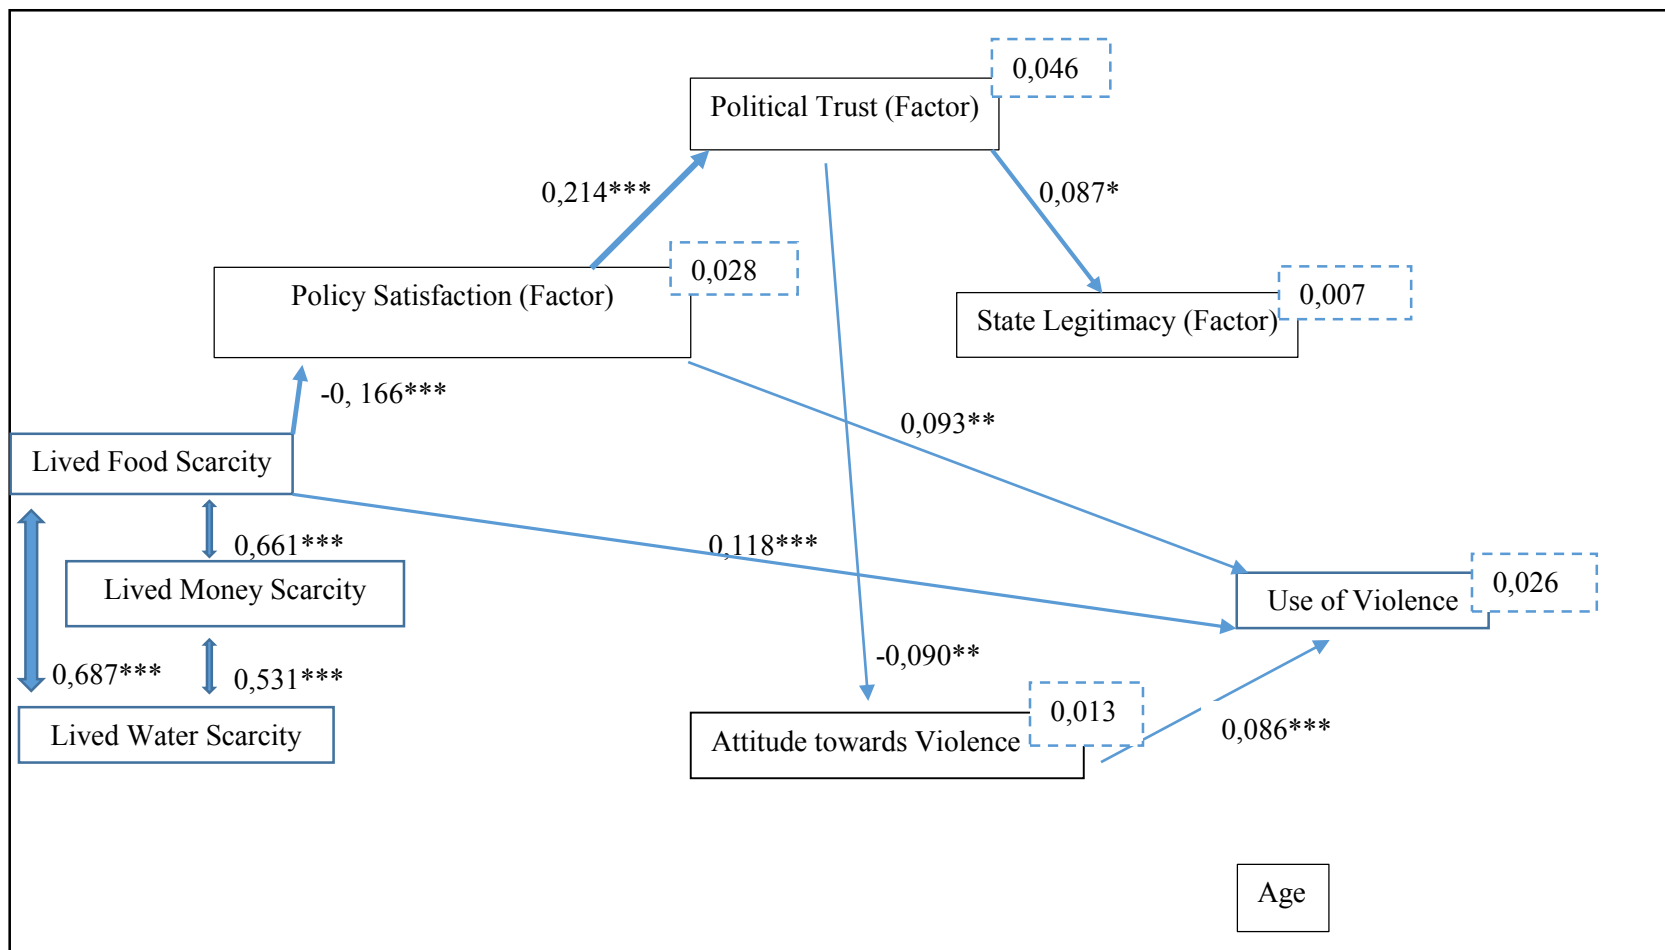 0,046
Political Trust (Factor)
0,214***
0,087*
0,028
Policy Satisfaction (Factor)
0,007
State Legitimacy (Factor)
-0, 166***
0,093**
Lived Food Scarcity
0,661***
0,118***
Lived Money Scarcity
0,026
Use of Violence
0,687***
0,531***
-0,090**
0,013
Lived Water Scarcity
Attitude towards Violence
0,086***
Age